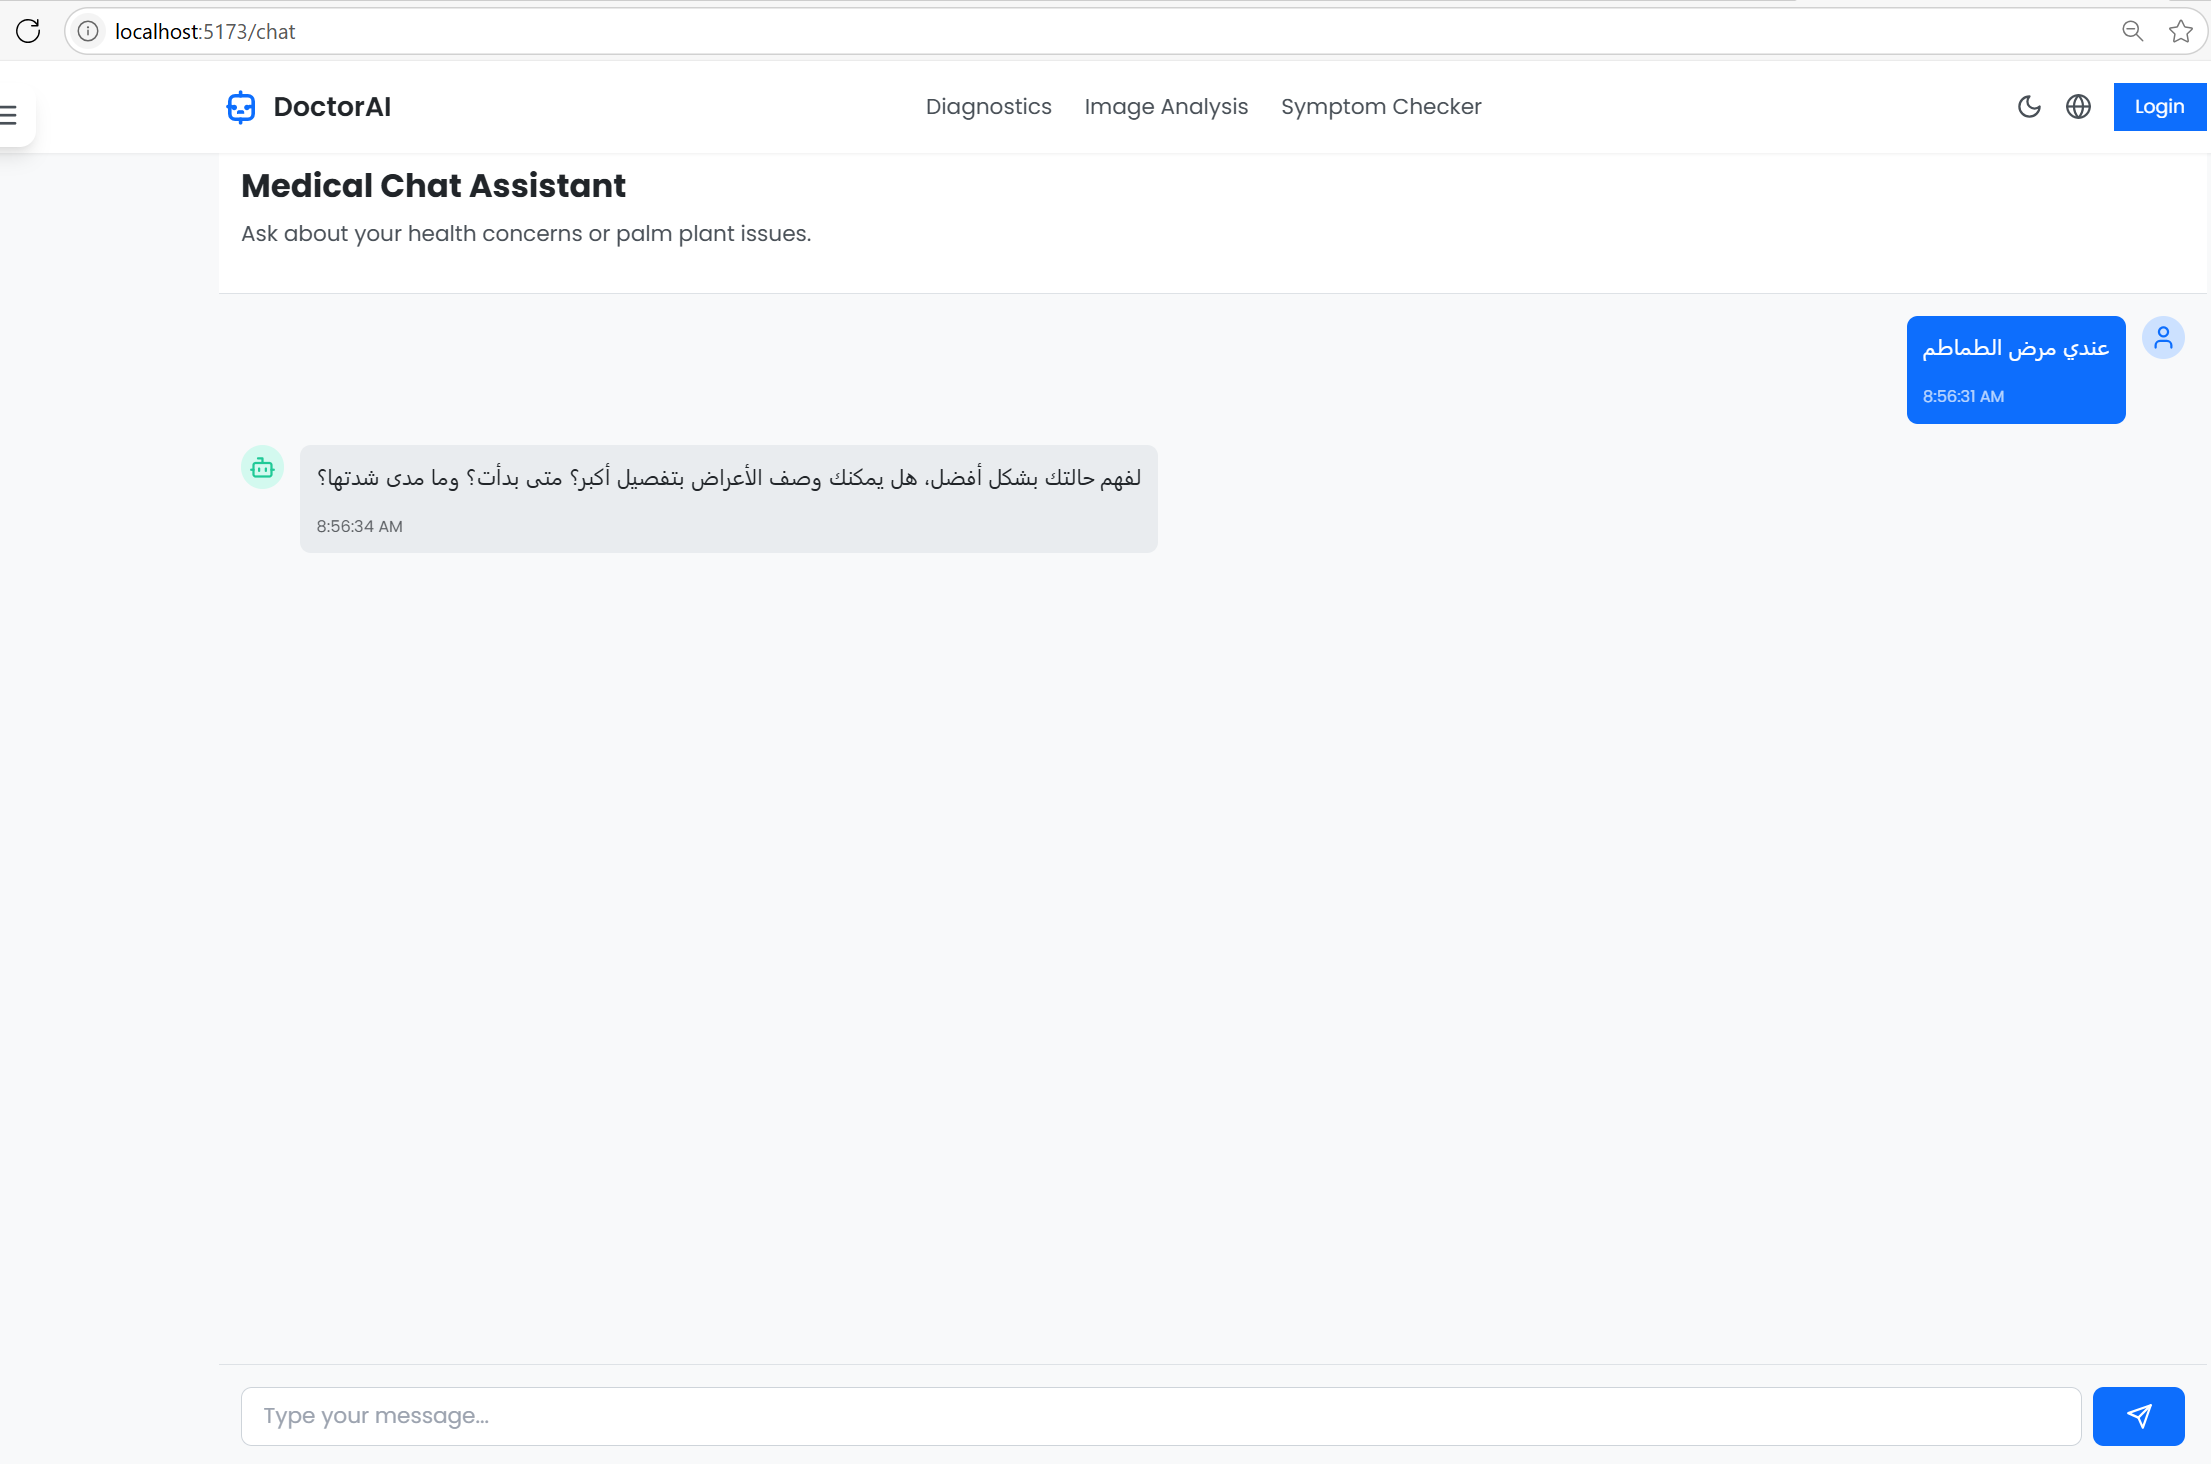 localhost:5173/chat
DoctorAI
Diagnostics Image Analysis Symptom Checker
Login
Medical Chat Assistant
Ask about your health concerns or palm plant issues.
عندي مرض الطماطم
8:56:31 AM
لفهم حالتك بشكل أفضل، هل يمكنك وصف الأعراض بتفصيل أكبر؟ متى بدأت؟ وما مدى شدتها؟
8:56:34 AM
Type your message...